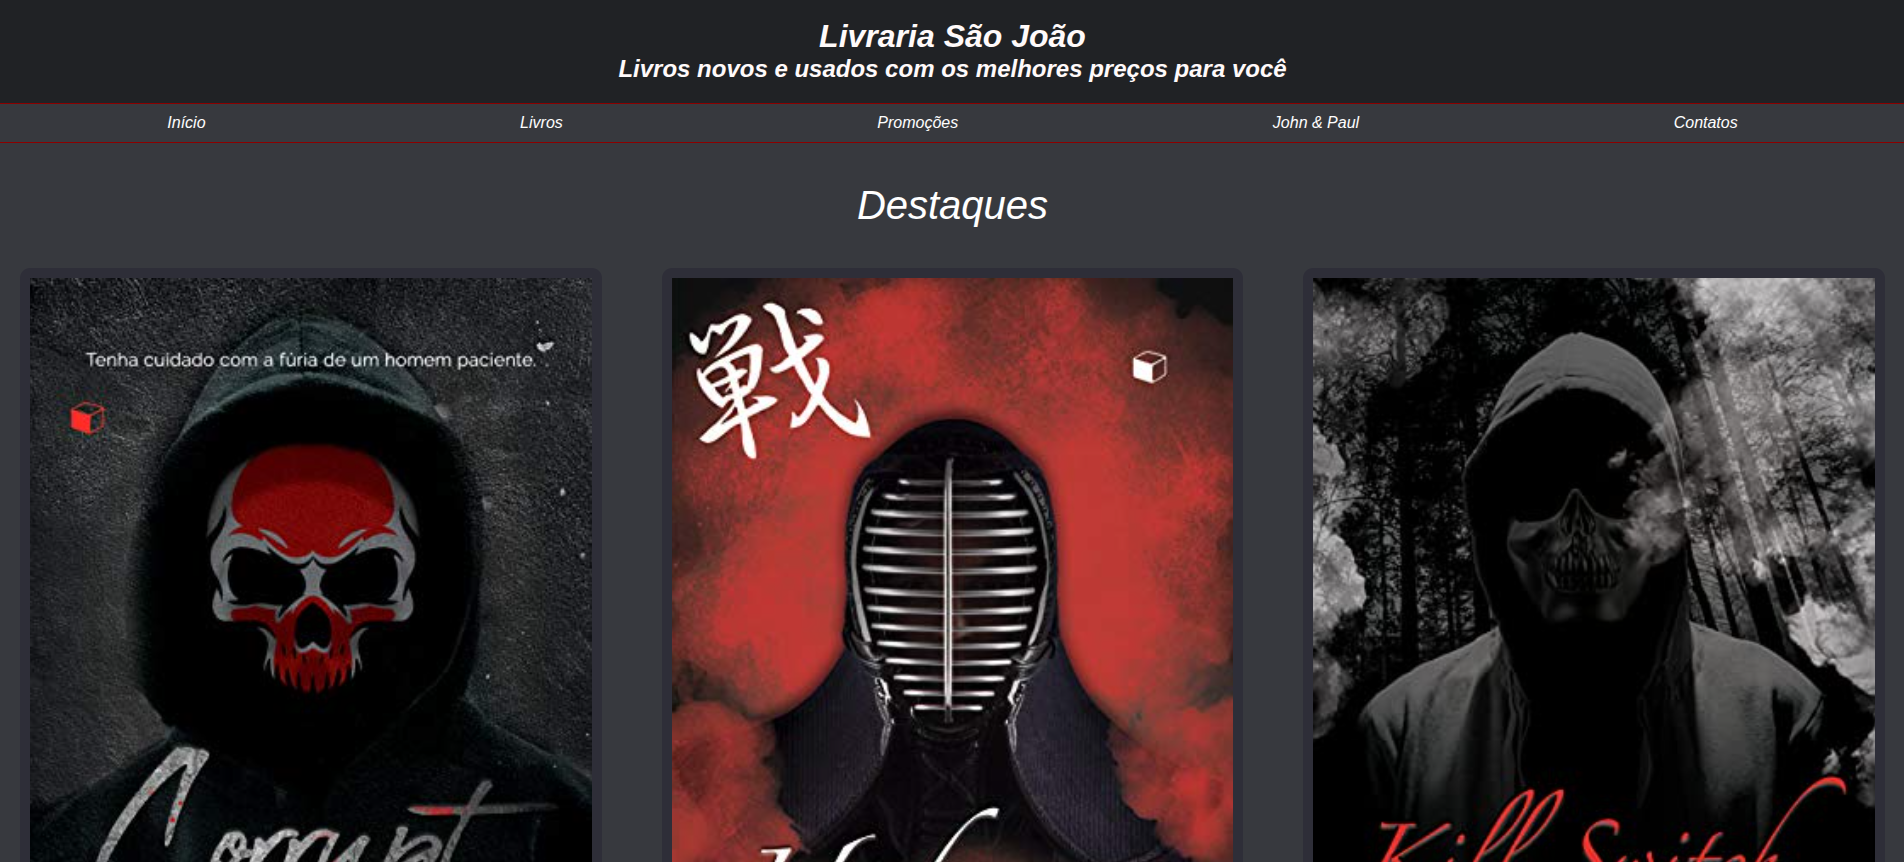 Livraria São João
Livros novos e usados com os melhores preços para você
Início Livros Promoções John & Paul Contatos
Destaques
Tenha cuidado com a fúria de um homem paciente.
戦
Corrupt
Kill Switch